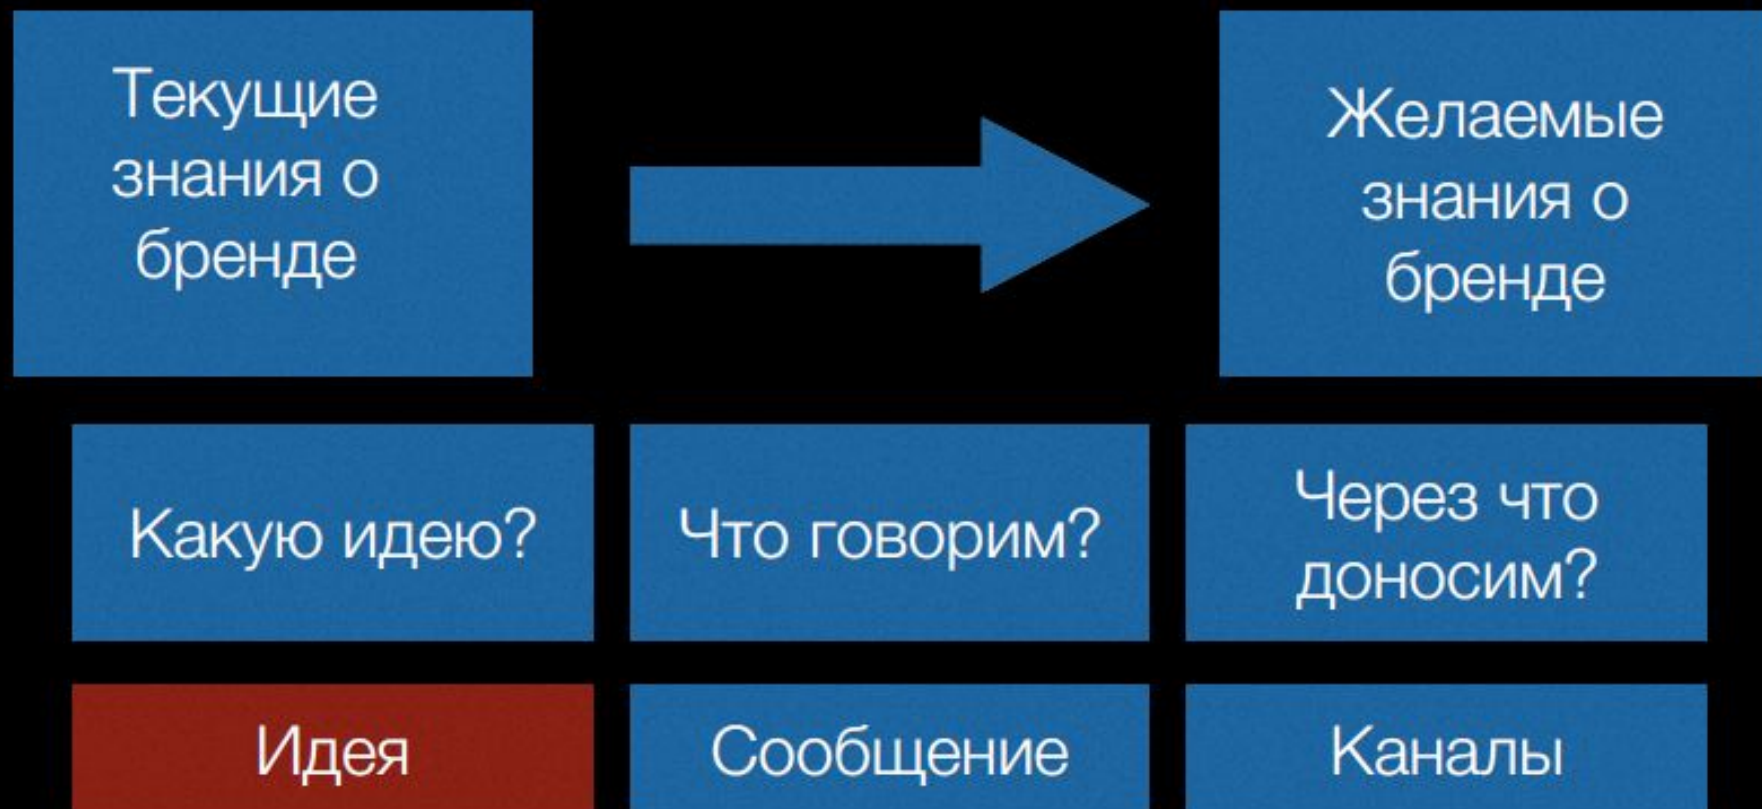 Текущие
знания о
бренде
Желаемые
знания о
бренде
Какую идею?
Что говорим?
Через что
доносим?
Идея
Сообщение
Каналы